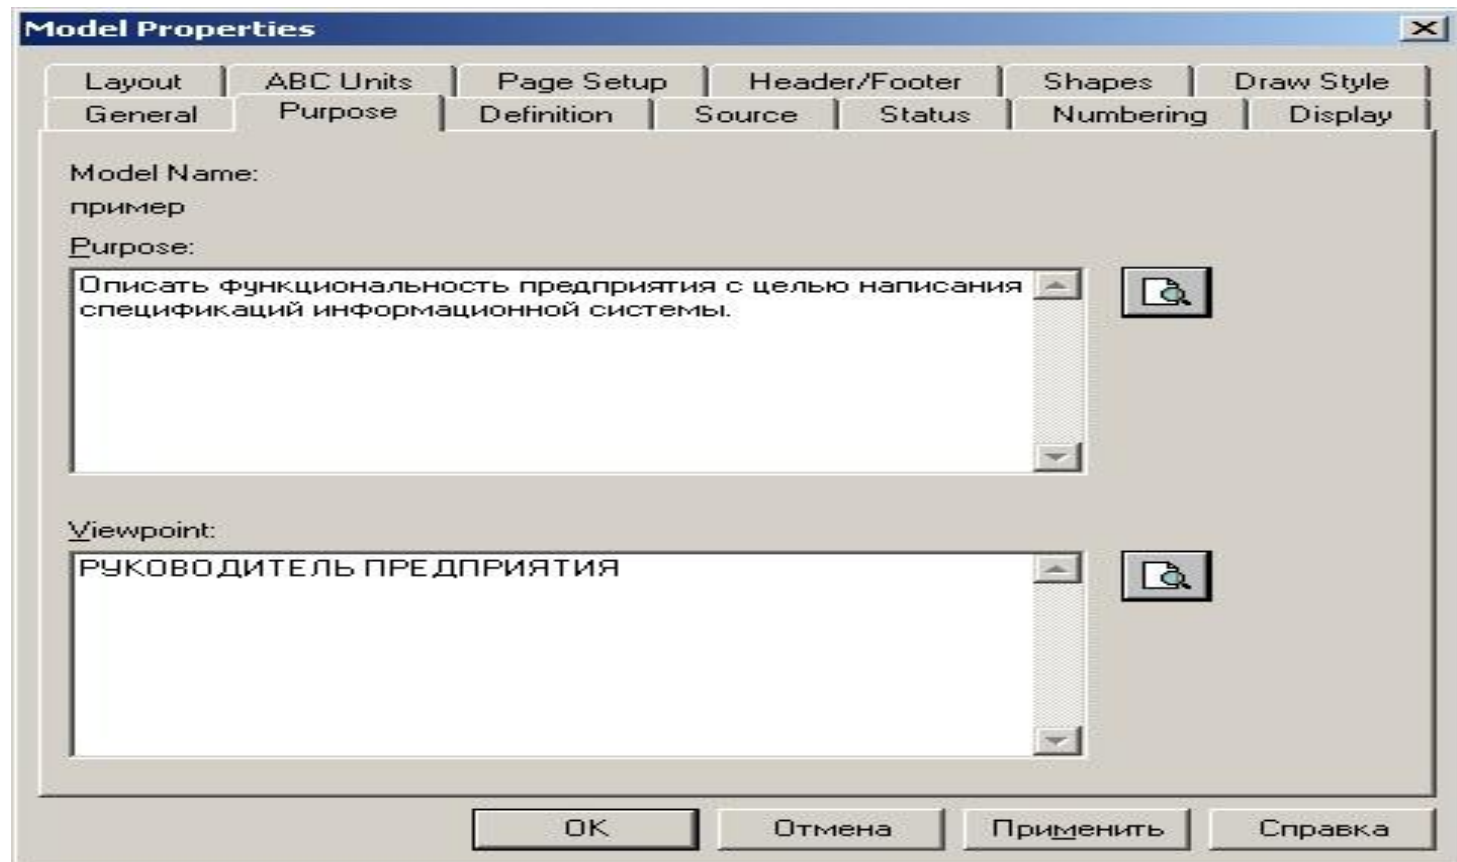 Model Properties
Layout ABC Units Page Setup Header/Footer Shapes Draw Style
General Purpose Definition Source Status Numbering Display
Model Name:
пример
Purpose:
Описать функциональность предприятия с целью написания
спецификаций информационной системы.
Viewpoint:
РУКОВОДИТЕЛЬ ПРЕДПРИЯТИЯ
OK Отмена Применить Справка